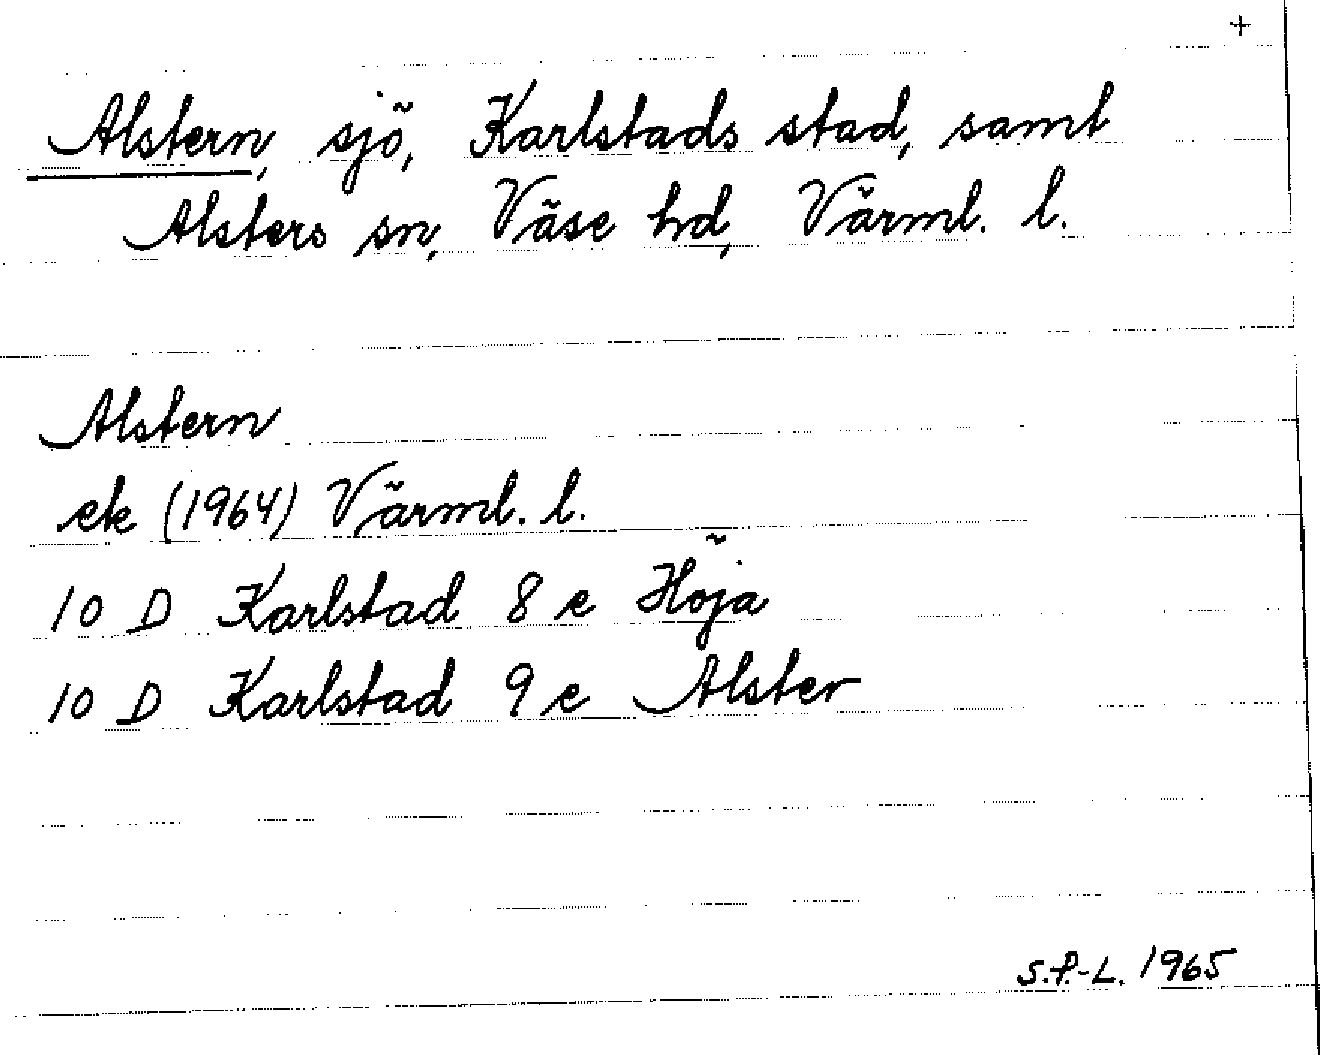 +
Alstern, sjö, Karlstads stad, samt
Alsters sn, Väse hd, Värml. l.
Alstern
ek (1964) Värml. l.
10 D Karlstad 8 e Höja
10 D Karlstad 9 e Alster
S.P.-L. 1965